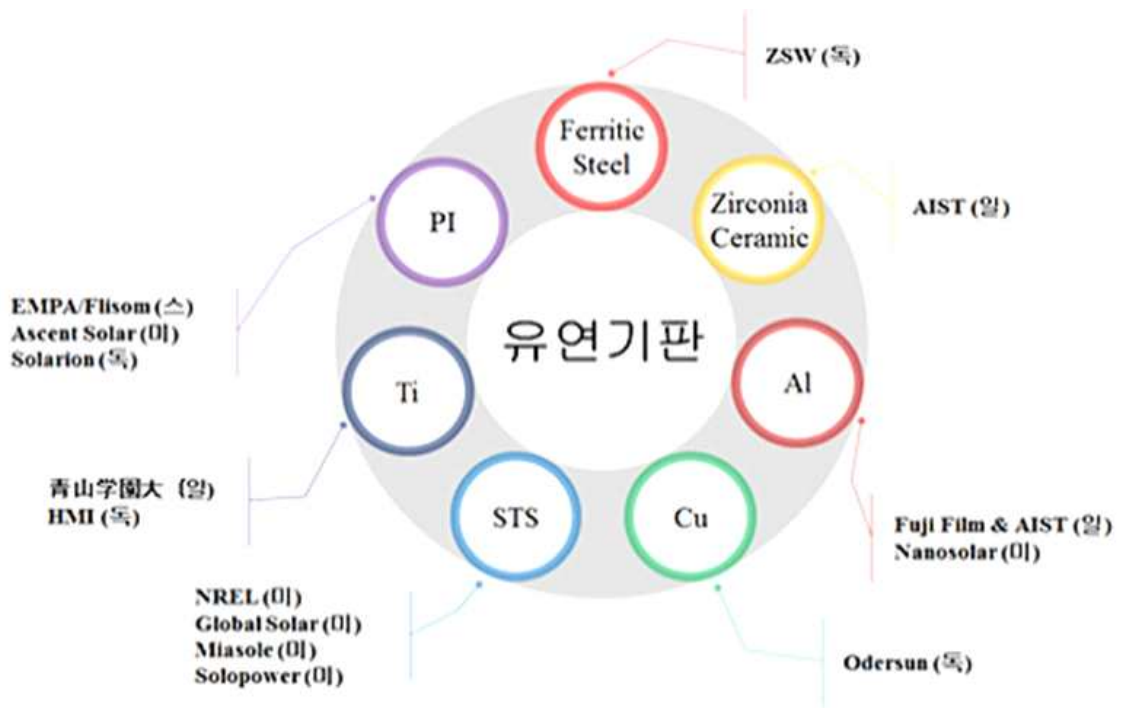 ZSW (독)
Ferritic
Steel
Zirconia
Ceramic
AIST (일)
PI
EMPA/Flisom (스)
Ascent Solar (미)
Solarion (독)
유연기판
Al
Ti
青山学園大 (일)
HMI (독)
STS
Cu
Fuji Film & AIST (일)
Nanosolar (미)
NREL (미)
Global Solar (미)
Miasole (미)
Solopower (미)
Odersun (독)